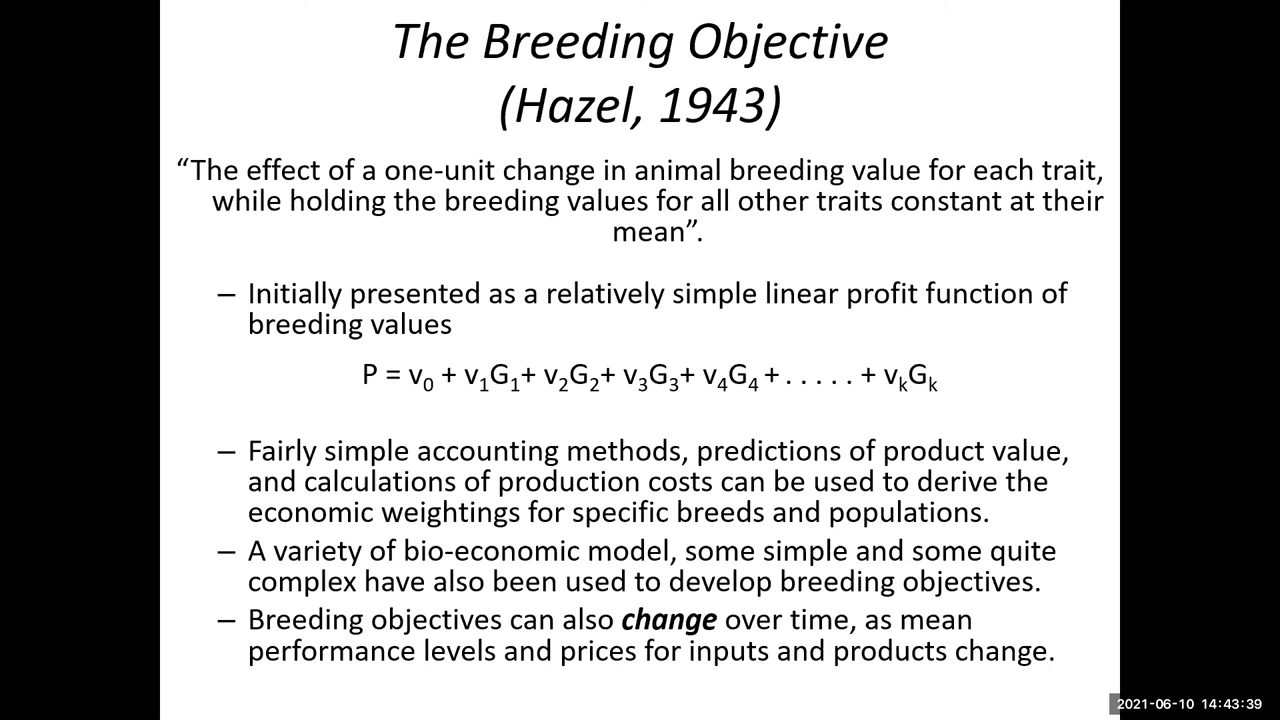 The Breeding Objective
(Hazel, 1943)
“The effect of a one-unit change in animal breeding value for each trait,
while holding the breeding values for all other traits constant at their
mean”.
– Initially presented as a relatively simple linear profit function of
breeding values
P = v₀ + v₁G₁+ v₂G₂+ v₃G₃+ v₄G₄ + . . . . . + vₖGₖ
– Fairly simple accounting methods, predictions of product value,
and calculations of production costs can be used to derive the
economic weightings for specific breeds and populations.
– A variety of bio-economic model, some simple and some quite
complex have also been used to develop breeding objectives.
– Breeding objectives can also change over time, as mean
performance levels and prices for inputs and products change.
2021-06-10 14:43:39